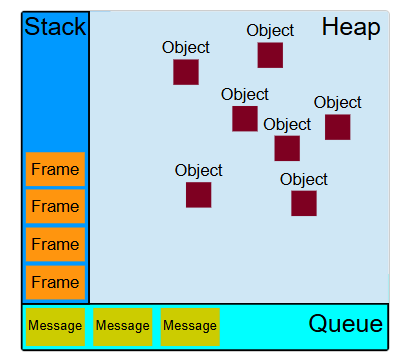 Stack
Heap
Object
Object
Object
Object
Object
Object
Object
Frame
Frame
Frame
Frame
Message
Message
Message
Queue